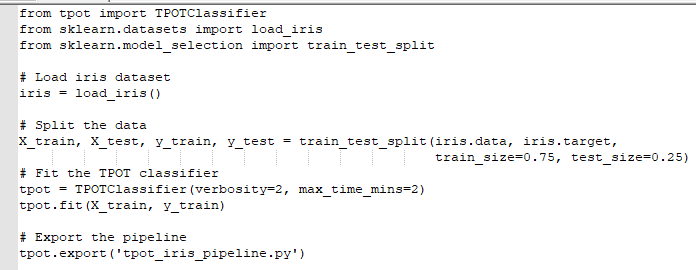 from tpot import TPOTClassifier
from sklearn.datasets import load_iris
from sklearn.model_selection import train_test_split

# Load iris dataset
iris = load_iris()

# Split the data
X_train, X_test, y_train, y_test = train_test_split(iris.data, iris.target,
                                                    train_size=0.75, test_size=0.25)
# Fit the TPOT classifier
tpot = TPOTClassifier(verbosity=2, max_time_mins=2)
tpot.fit(X_train, y_train)

# Export the pipeline
tpot.export('tpot_iris_pipeline.py')